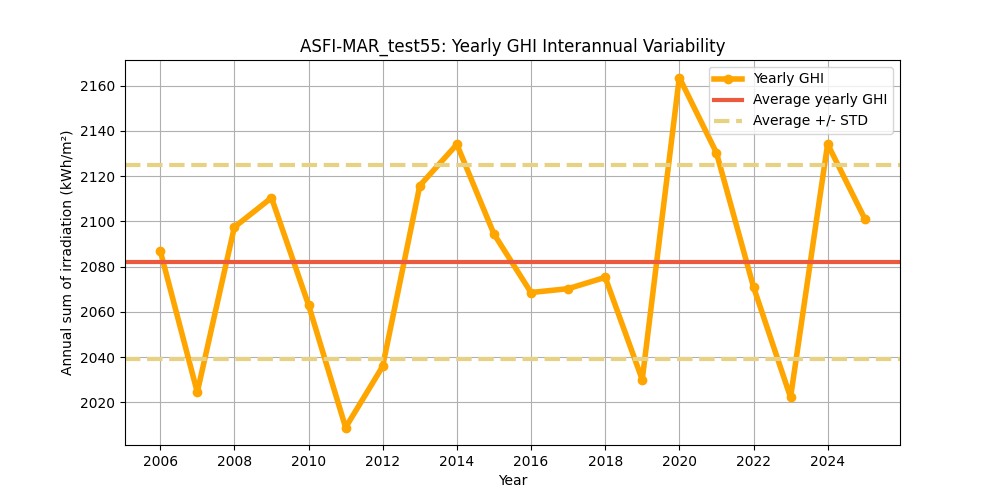 ASFI-MAR_test55: Yearly GHI Interannual Variability
Yearly GHI
Average yearly GHI
Average +/- STD
Annual sum of irradiation (kWh/m²)
2160
2140
2120
2100
2080
2060
2040
2020
2006 2008 2010 2012 2014 2016 2018 2020 2022 2024
Year